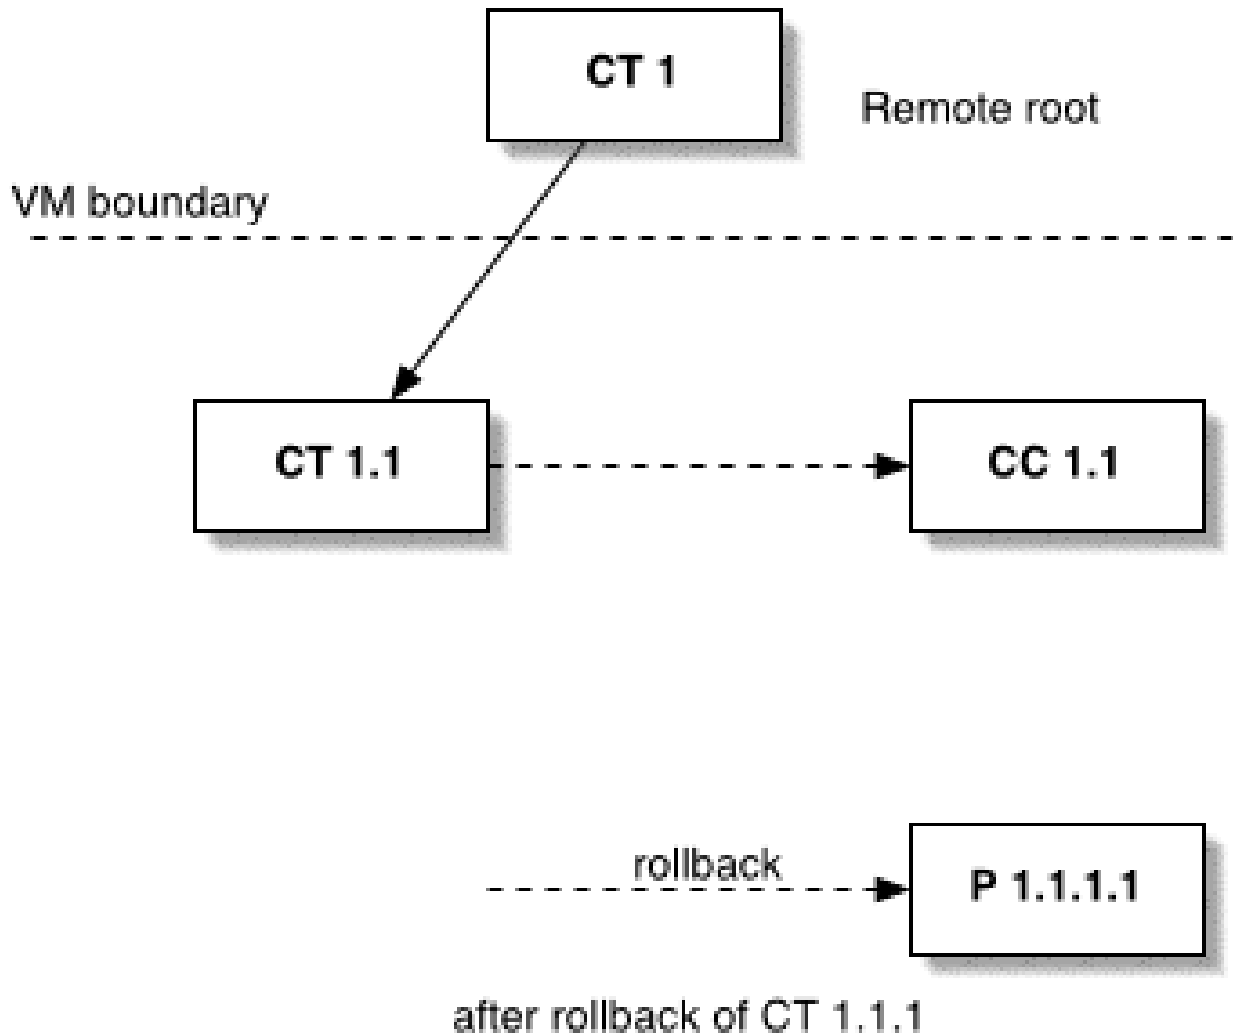 CT 1
Remote root
VM boundary
CT 1.1
CC 1.1
rollback
P 1.1.1.1
after rollback of CT 1.1.1